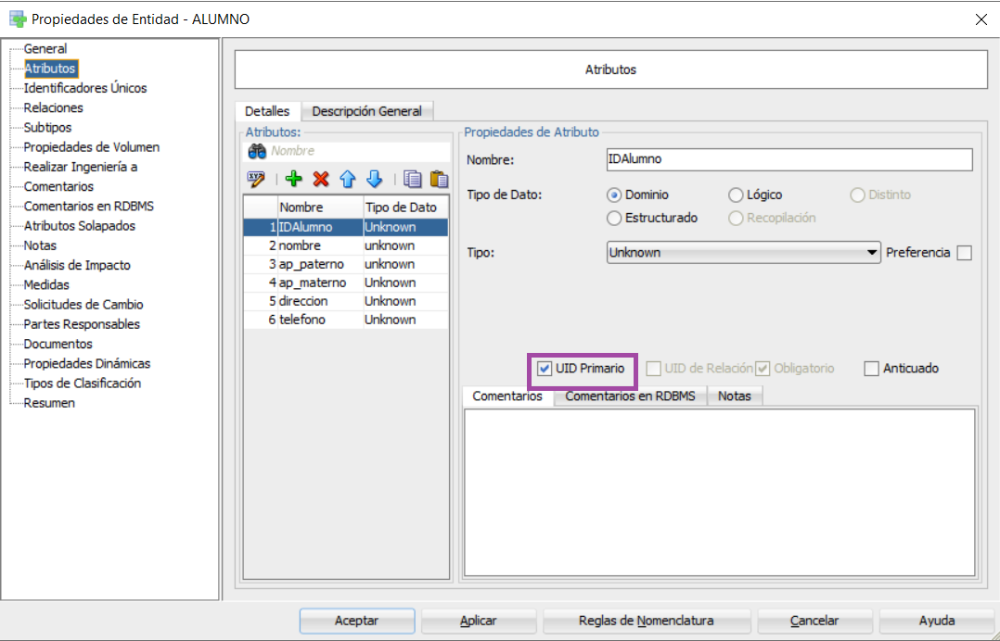 Propiedades de Entidad - ALUMNO
General
Atributos
Identificadores Únicos
Relaciones
Subtipos
Propiedades de Volumen
Realizar Ingeniería a
Comentarios
Comentarios en RDBMS
Atributos Solapados
Notas
Análisis de Impacto
Medidas
Solicitudes de Cambio
Partes Responsables
Documentos
Propiedades Dinámicas
Tipos de Clasificación
Resumen
Atributos
Detalles Descripción General
Atributos:
Nombre
XYZ
Nombre Tipo de Dato
1 IDAlumno Unknown
2 nombre unknown
3 ap_paterno unknown
4 ap_materno Unknown
5 direccion Unknown
6 telefono Unknown
Propiedades de Atributo
Nombre: IDAlumno
Tipo de Dato: Dominio Lógico Distinto
Estructurado Recopilación
Tipo: Unknown Preferencia
UID Primario UID de Relación Obligatorio Anticuado
Comentarios Comentarios en RDBMS Notas
Aceptar Aplicar Reglas de Nomenclatura Cancelar Ayuda